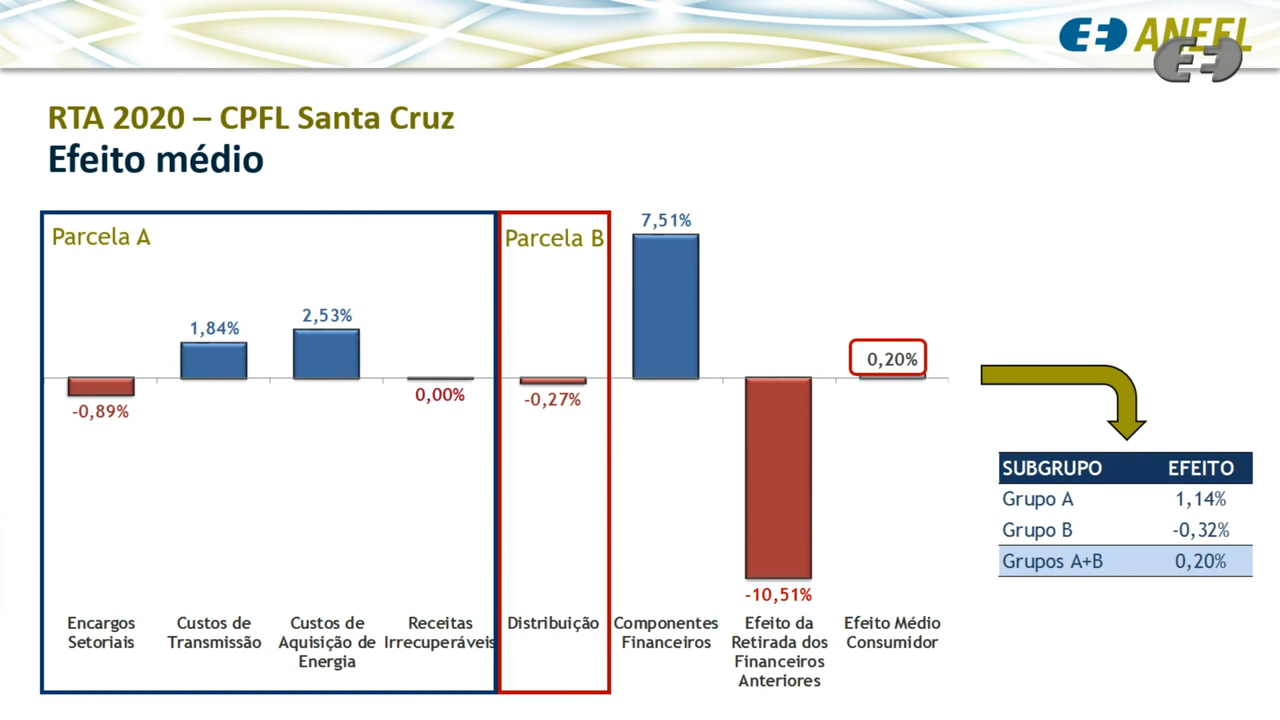 ANEEL
RTA 2020 – CPFL Santa Cruz
Efeito médio
Parcela A
Parcela B
7,51%
2,53%
1,84%
0,20%
0,00%
-0,27%
-0,89%
-10,51%
Encargos
Setoriais
Custos de
Transmissão
Custos de
Aquisição de
Energia
Receitas
Irrecuperáveis
Distribuição
Componentes
Financeiros
Efeito da
Retirada dos
Financeiros
Anteriores
Efeito Médio
Consumidor
SUBGRUPO EFEITO
Grupo A 1,14%
Grupo B -0,32%
Grupos A+B 0,20%